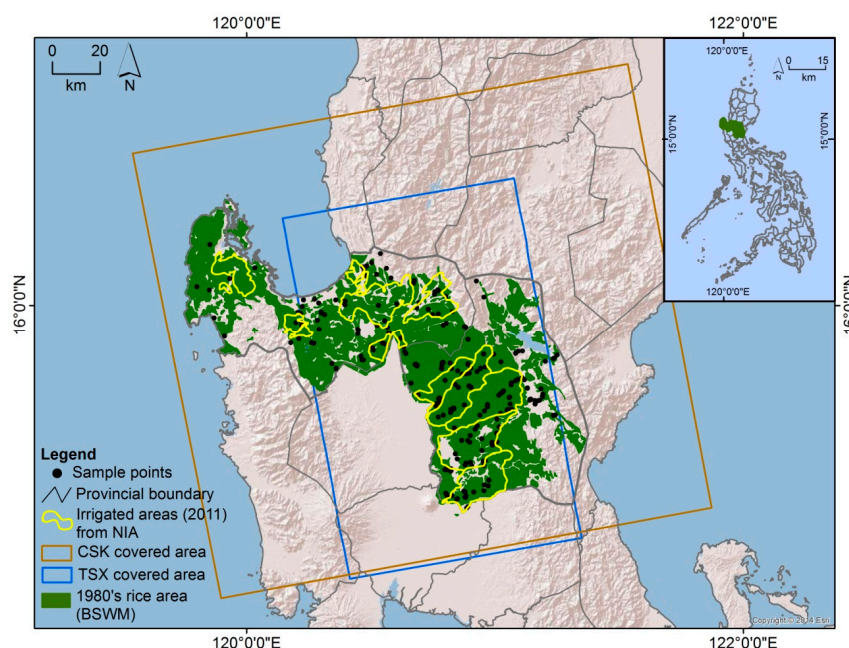 120°0'0"E
122°0'0"E
0 20
km
N
120°0'0"E
0 15
km
N
15°0'0"N
15°0'0"N
120°0'0"E
16°0'0"N
16°0'0"N
Legend
Sample points
Provincial boundary
Irrigated areas (2011)
from NIA
CSK covered area
TSX covered area
1980's rice area
(BSWM)
Copyright:© 2014 Esri
120°0'0"E
122°0'0"E